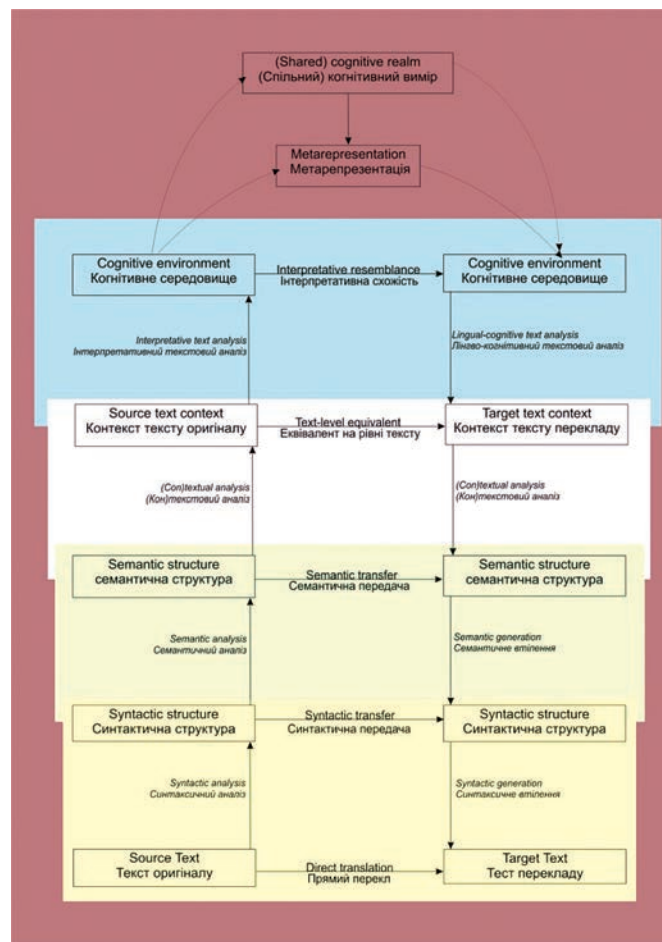 (Shared) cognitive realm
(Спільний) когнітивний вимір
Metarepresentation
Метарепрезентація
Cognitive environment
Когнітивне середовище
Interpretative resemblance
Інтерпретативна схожість
Cognitive environment
Когнітивне середовище
Interpretative text analysis
Інтерпретативний текстовий аналіз
Lingual-cognitive text analysis
Лінгво-когнітивний текстовий аналіз
Source text context
Контекст тексту оригіналу
Text-level equivalent
Еквівалент на рівні тексту
Target text context
Контекст тексту перекладу
(Con)textual analysis
(Кон)текстовий аналіз
(Con)textual analysis
(Кон)текстовий аналіз
Semantic structure
семантична структура
Semantic transfer
Семантична передача
Semantic structure
семантична структура
Semantic analysis
Семантичний аналіз
Semantic generation
Семантичне втілення
Syntactic structure
Синтактична структура
Syntactic transfer
Синтактична передача
Syntactic structure
Синтактична структура
Syntactic analysis
Синтаксичний аналіз
Syntactic generation
Синтаксичне втілення
Source Text
Текст оригіналу
Direct translation
Прямий перекл
Target Text
Тест перекладу